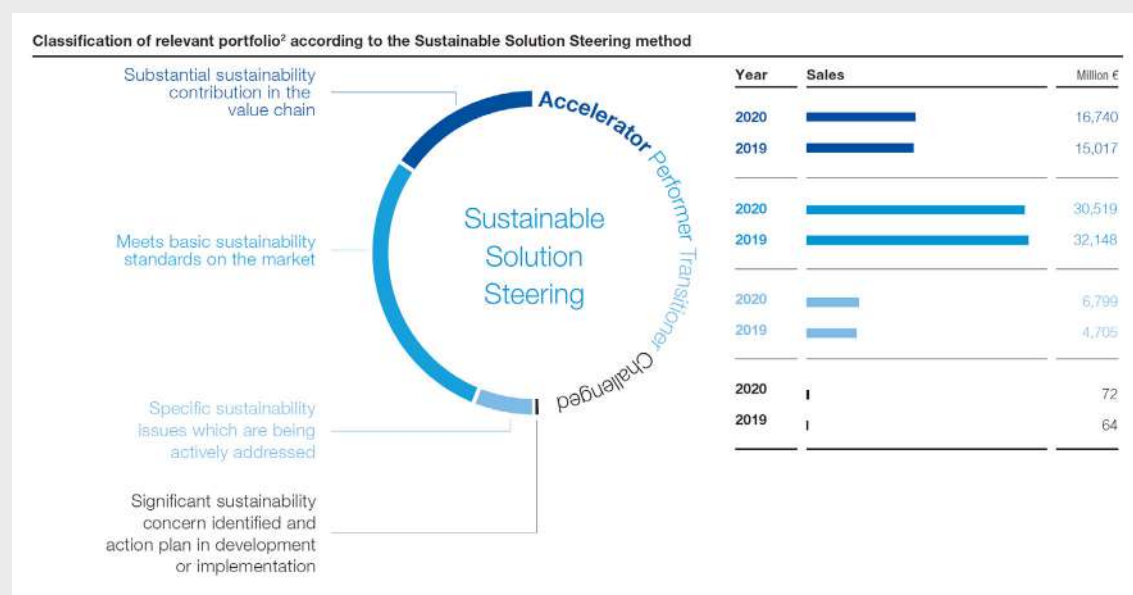 Classification of relevant portfolio² according to the Sustainable Solution Steering method
Substantial sustainability
contribution in the
value chain
Meets basic sustainability
standards on the market
Specific sustainability
issues which are being
actively addressed
Significant sustainability
concern identified and
action plan in development
or implementation
Sustainable
Solution
Steering
Accelerator
Performer
Transitioner
Challenged
Year Sales Million €
2020 16,740
2019 15,017
2020 30,519
2019 32,148
2020 6,799
2019 4,705
2020 72
2019 64